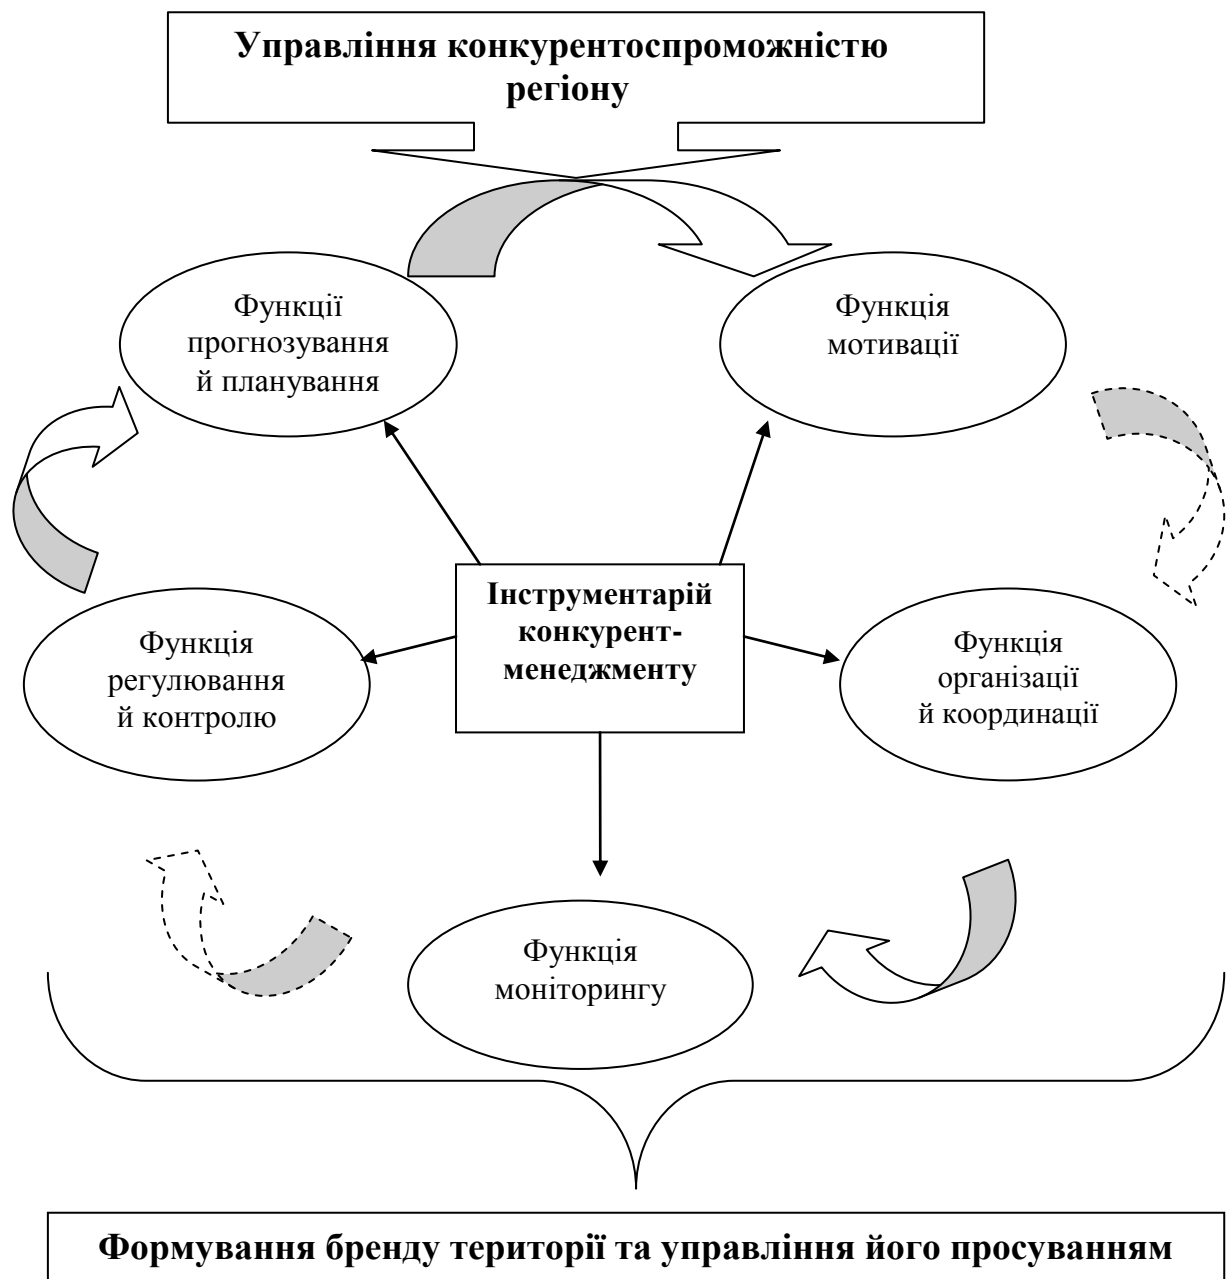 Управління конкурентоспроможністю
регіону
Функції
прогнозування
й планування
Функція
мотивації
Інструментарій
конкурент-
менеджменту
Функція
регулювання
й контролю
Функція
організації
й координації
Функція
моніторингу
Формування бренду території та управління його просуванням